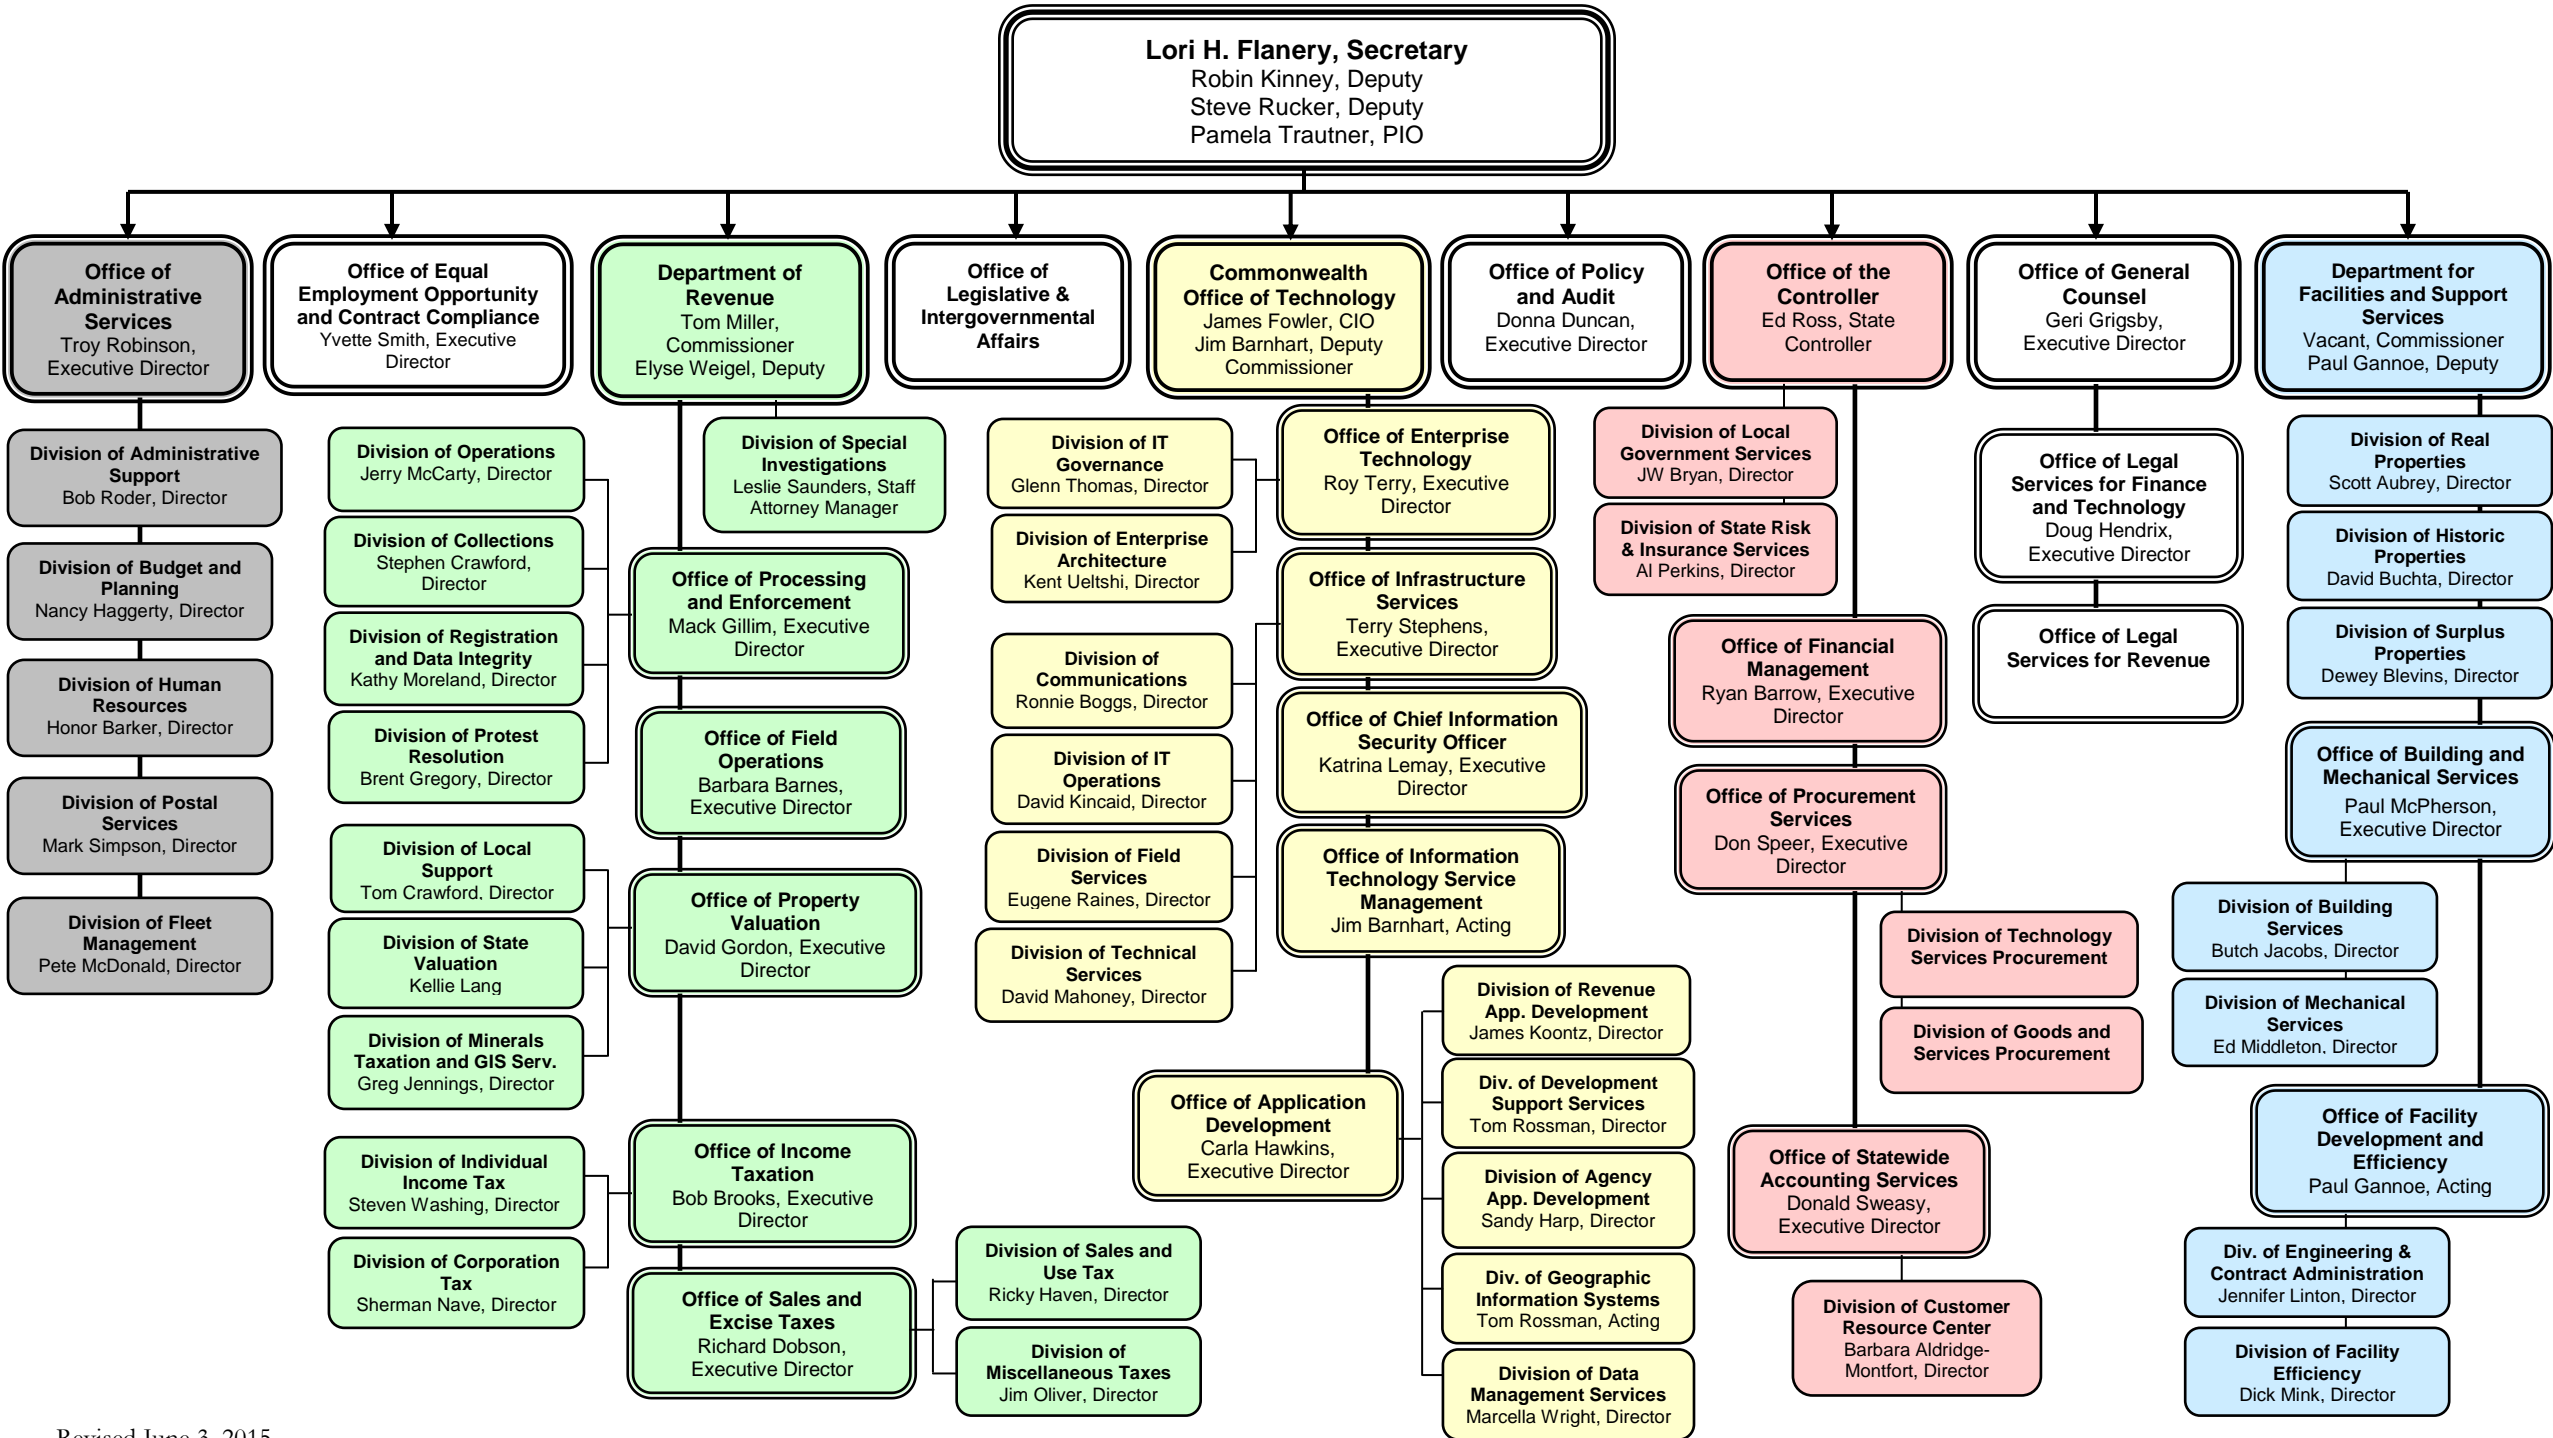 Lori H. Flanery, Secretary
Robin Kinney, Deputy
Steve Rucker, Deputy
Pamela Trautner, PIO
Office of
Administrative
Services
Troy Robinson,
Executive Director
Office of Equal
Employment Opportunity
and Contract Compliance
Yvette Smith, Executive
Director
Department of
Revenue
Tom Miller,
Commissioner
Elyse Weigel, Deputy
Office of
Legislative &
Intergovernmental
Affairs
Commonwealth
Office of Technology
James Fowler, CIO
Jim Barnhart, Deputy
Commissioner
Office of Policy
and Audit
Donna Duncan,
Executive Director
Office of the
Controller
Ed Ross, State
Controller
Office of General
Counsel
Geri Grigsby,
Executive Director
Department for
Facilities and Support
Services
Vacant, Commissioner
Paul Gannoe, Deputy
Division of Administrative
Support
Bob Roder, Director
Division of Budget and
Planning
Nancy Haggerty, Director
Division of Human
Resources
Honor Barker, Director
Division of Postal
Services
Mark Simpson, Director
Division of Fleet
Management
Pete McDonald, Director
Division of Operations
Jerry McCarty, Director
Division of Collections
Stephen Crawford,
Director
Division of Registration
and Data Integrity
Kathy Moreland, Director
Division of Protest
Resolution
Brent Gregory, Director
Division of Local
Support
Tom Crawford, Director
Division of State
Valuation
Kellie Lang
Division of Minerals
Taxation and GIS Serv.
Greg Jennings, Director
Division of Individual
Income Tax
Steven Washing, Director
Division of Corporation
Tax
Sherman Nave, Director
Division of Special
Investigations
Leslie Saunders, Staff
Attorney Manager
Office of Processing
and Enforcement
Mack Gillim, Executive
Director
Office of Field
Operations
Barbara Barnes,
Executive Director
Office of Property
Valuation
David Gordon, Executive
Director
Office of Income
Taxation
Bob Brooks, Executive
Director
Office of Sales and
Excise Taxes
Richard Dobson,
Executive Director
Division of Sales and
Use Tax
Ricky Haven, Director
Division of
Miscellaneous Taxes
Jim Oliver, Director
Division of IT
Governance
Glenn Thomas, Director
Division of Enterprise
Architecture
Kent Ueltshi, Director
Division of
Communications
Ronnie Boggs, Director
Division of IT
Operations
David Kincaid, Director
Division of Field
Services
Eugene Raines, Director
Division of Technical
Services
David Mahoney, Director
Office of Enterprise
Technology
Roy Terry, Executive
Director
Office of Infrastructure
Services
Terry Stephens,
Executive Director
Office of Chief Information
Security Officer
Katrina Lemay, Executive
Director
Office of Information
Technology Service
Management
Jim Barnhart, Acting
Office of Application
Development
Carla Hawkins,
Executive Director
Division of Revenue
App. Development
James Koontz, Director
Div. of Development
Support Services
Tom Rossman, Director
Division of Agency
App. Development
Sandy Harp, Director
Div. of Geographic
Information Systems
Tom Rossman, Acting
Division of Data
Management Services
Marcella Wright, Director
Division of Local
Government Services
JW Bryan, Director
Division of State Risk
& Insurance Services
Al Perkins, Director
Office of Financial
Management
Ryan Barrow, Executive
Director
Office of Procurement
Services
Don Speer, Executive
Director
Division of Technology
Services Procurement
Division of Goods and
Services Procurement
Office of Statewide
Accounting Services
Donald Sweasy,
Executive Director
Division of Customer
Resource Center
Barbara Aldridge-
Montfort, Director
Office of Legal
Services for Finance
and Technology
Doug Hendrix,
Executive Director
Office of Legal
Services for Revenue
Division of Real
Properties
Scott Aubrey, Director
Division of Historic
Properties
David Buchta, Director
Division of Surplus
Properties
Dewey Blevins, Director
Office of Building and
Mechanical Services
Paul McPherson,
Executive Director
Division of Building
Services
Butch Jacobs, Director
Division of Mechanical
Services
Ed Middleton, Director
Office of Facility
Development and
Efficiency
Paul Gannoe, Acting
Div. of Engineering &
Contract Administration
Jennifer Linton, Director
Division of Facility
Efficiency
Dick Mink, Director
Revised June 3, 2015